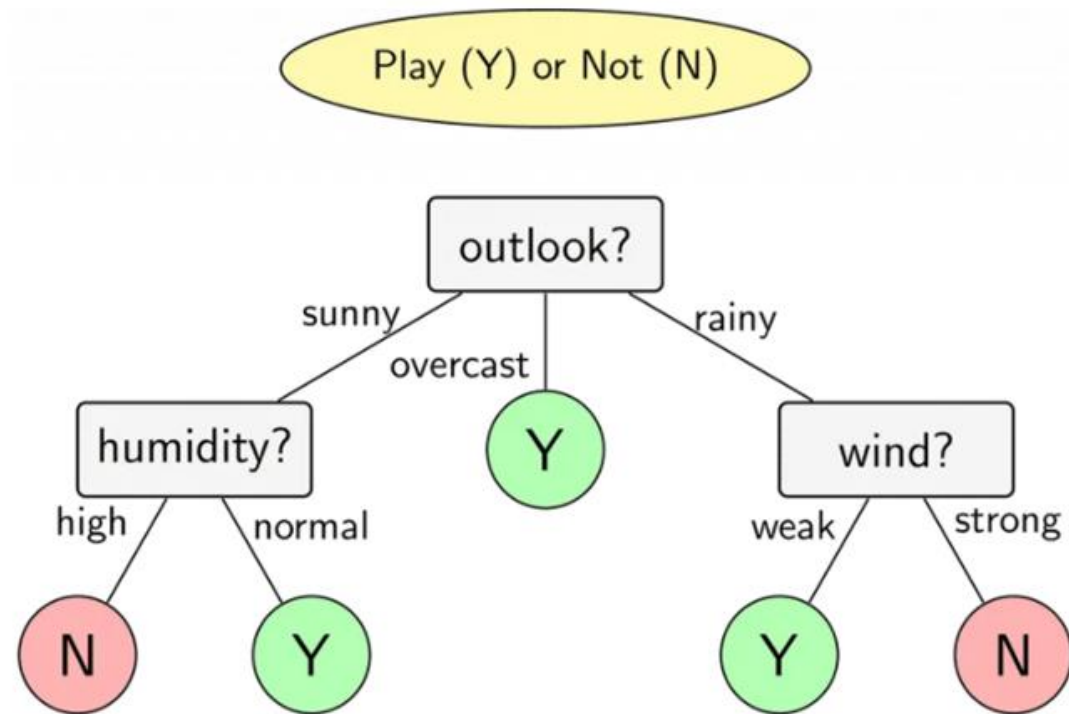 Play (Y) or Not (N)
outlook?
sunny
overcast
rainy
humidity?
Y
wind?
high
normal
weak
strong
N
Y
Y
N